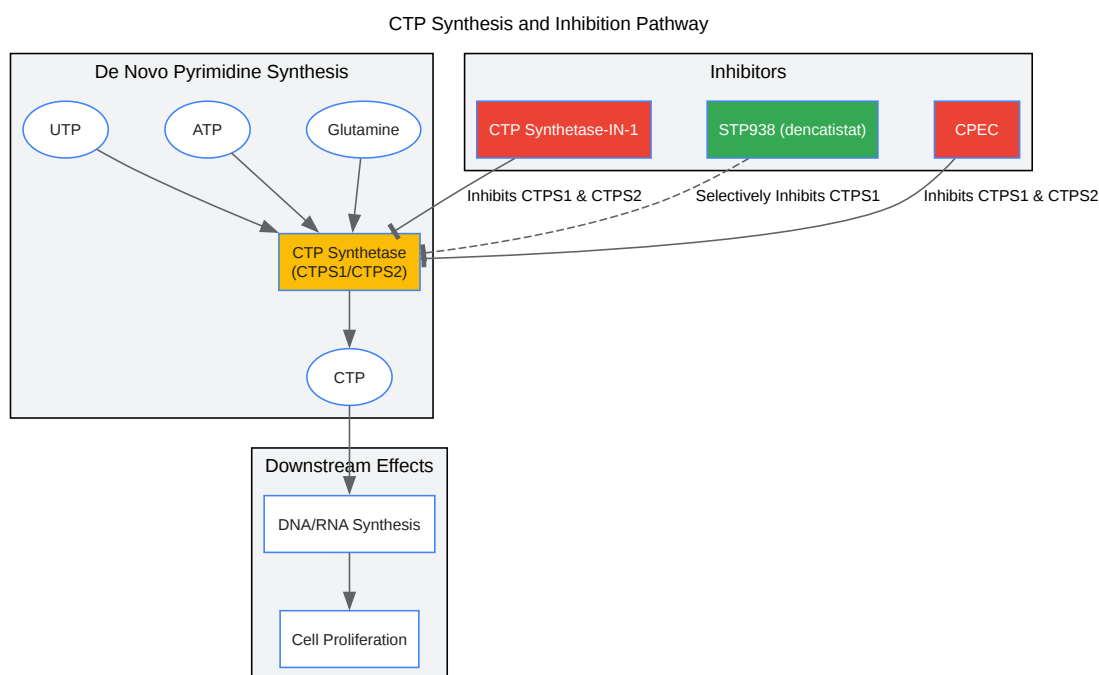 CTP Synthesis and Inhibition Pathway
De Novo Pyrimidine Synthesis
Inhibitors
UTP
ATP
Glutamine
CTP Synthetase-IN-1
STP938 (dencatistat)
CPEC
Inhibits CTPS1 & CTPS2
Selectively Inhibits CTPS1
Inhibits CTPS1 & CTPS2
CTP Synthetase
(CTPS1/CTPS2)
CTP
Downstream Effects
DNA/RNA Synthesis
Cell Proliferation